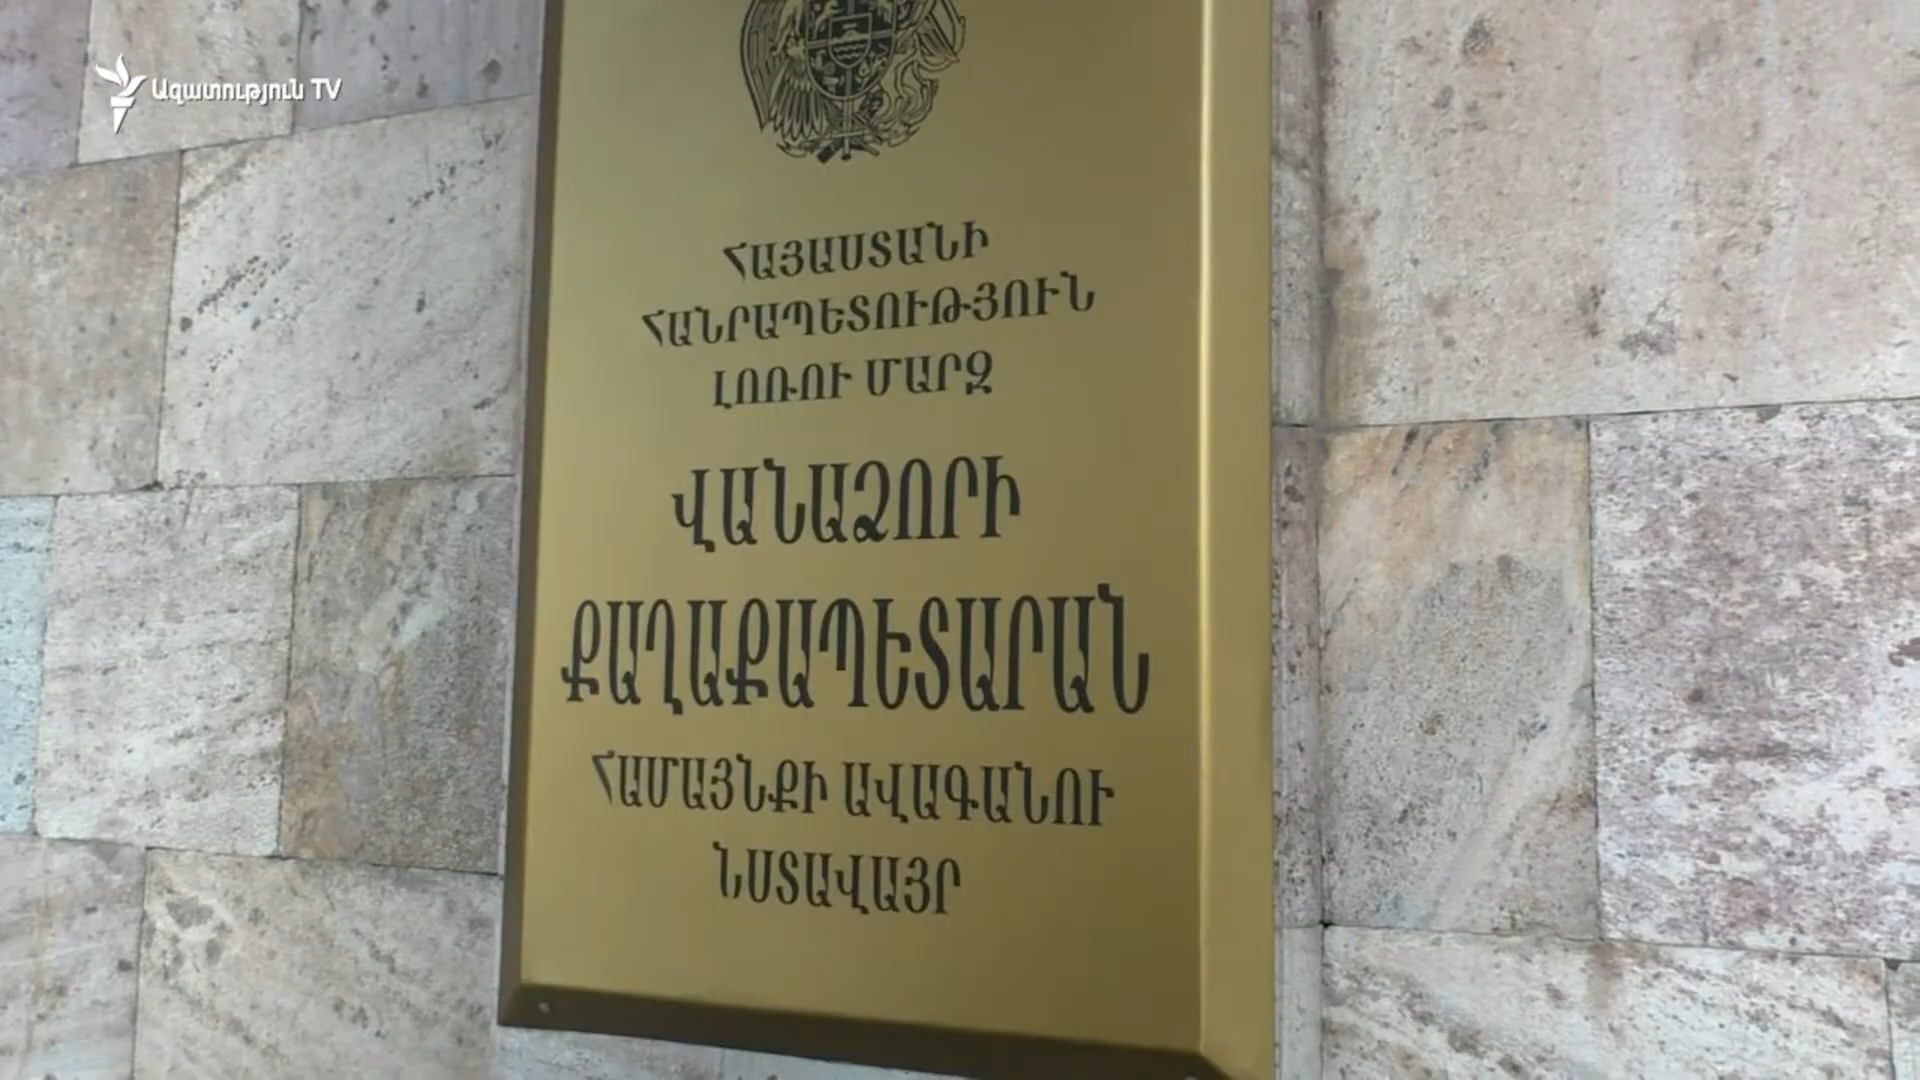 Ազատություն TV
ՀԱՅԱՍՏԱՆԻ
ՀԱՆՐԱՊԵՏՈՒԹՅՈՒՆ
ԼՈՌՈՒ ՄԱՐԶ
ՎԱՆԱՁՈՐԻ
ՔԱՂԱՔԱՊԵՏԱՐԱՆ
ՀԱՄԱՅՆՔԻ ԱՎԱԳԱՆՈՒ
ՆՍՏԱՎԱՅՐ